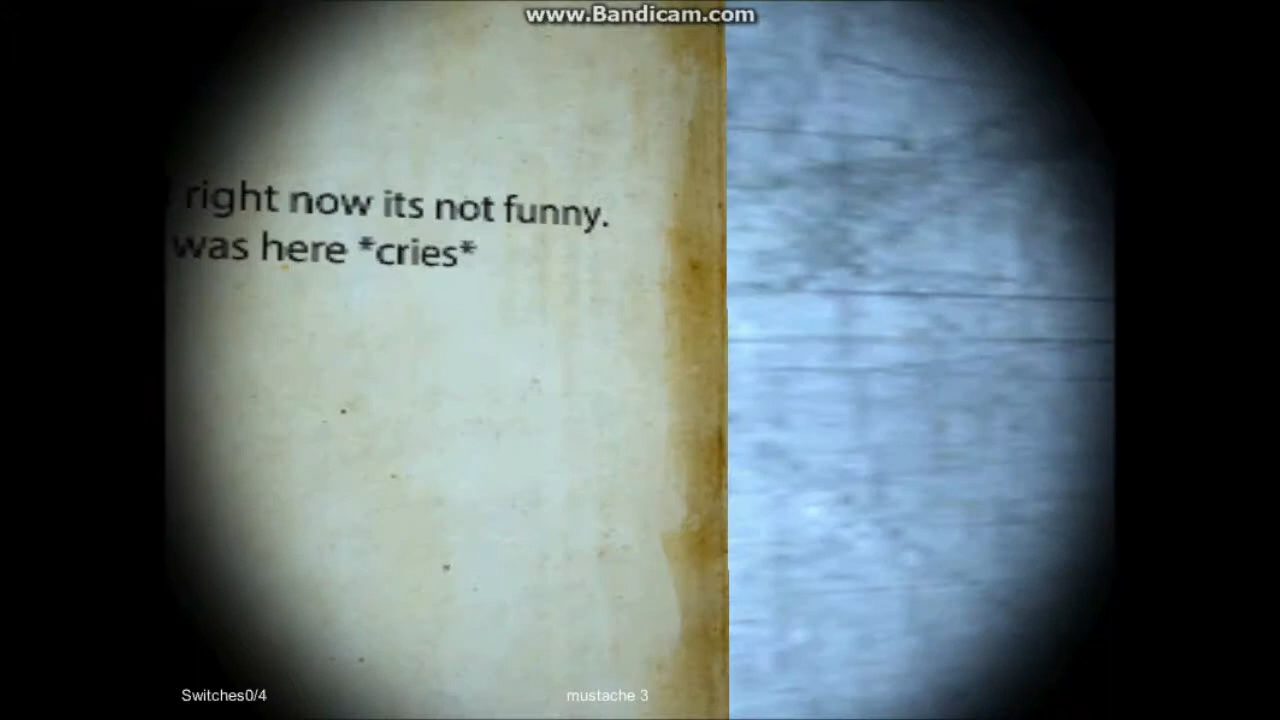 www.Bandicam.com
right now its not funny.
was here *cries*
Switches0/4
mustache 3